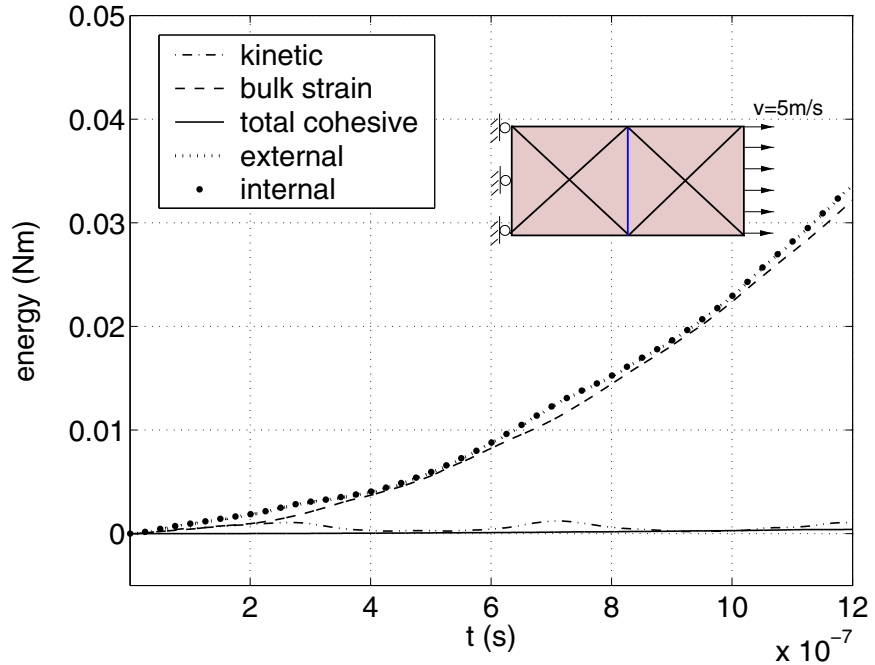 0.05
0.04
0.03
0.02
0.01
0
energy (Nm)
kinetic
bulk strain
total cohesive
external
internal
v=5m/s
2
4
6
8
10
12
t (s)
x 10⁻⁷